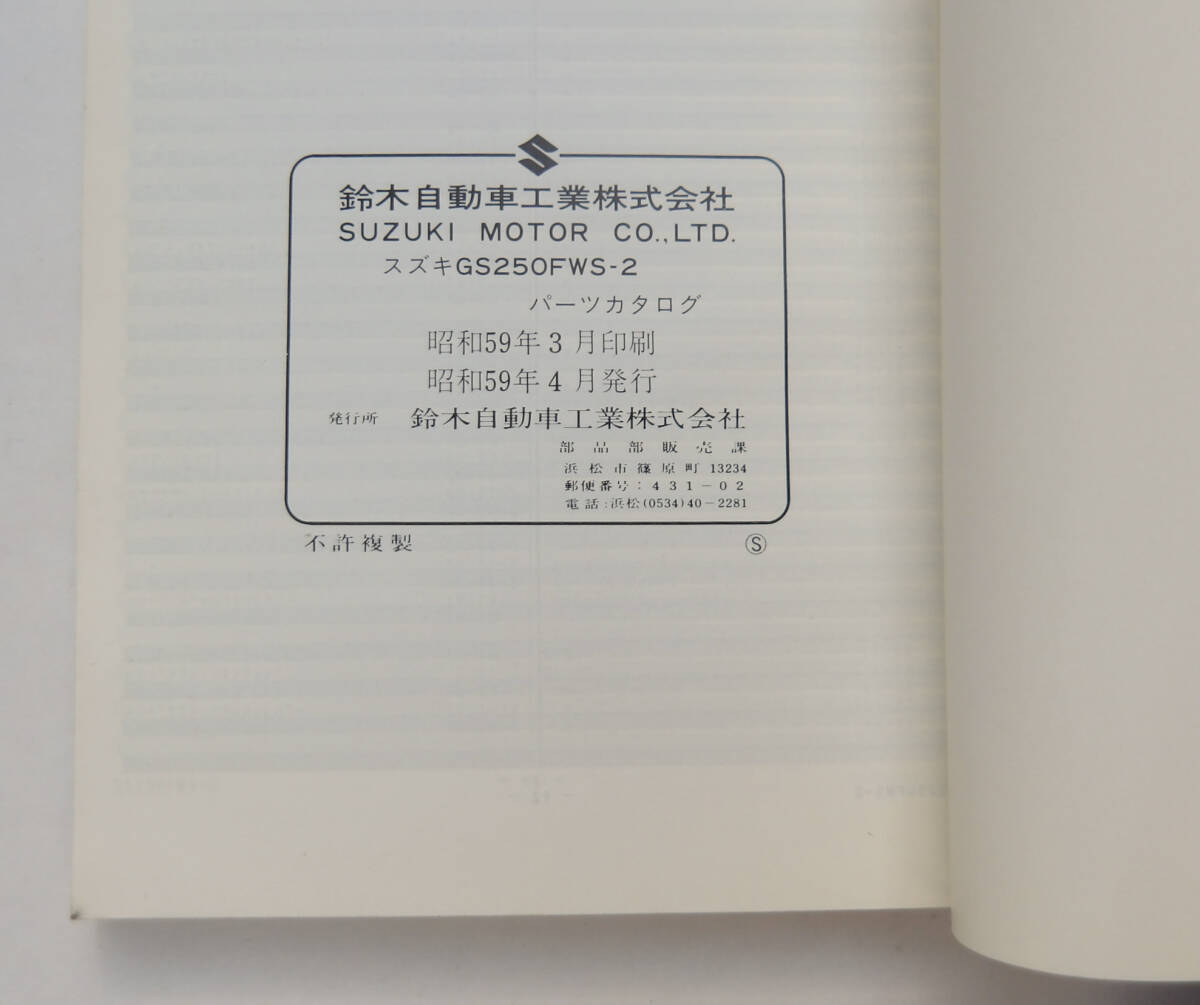 鈴木自動車工業株式会社
SUZUKI MOTOR CO.,LTD.
スズキGS250FWS-2
パーツカタログ
昭和59年3月印刷
昭和59年4月発行
発行所 鈴木自動車工業株式会社
部品部販売課
浜松市篠原町13234
郵便番号:431-02
電話:浜松(0534)40-2281
不許複製 Ⓢ